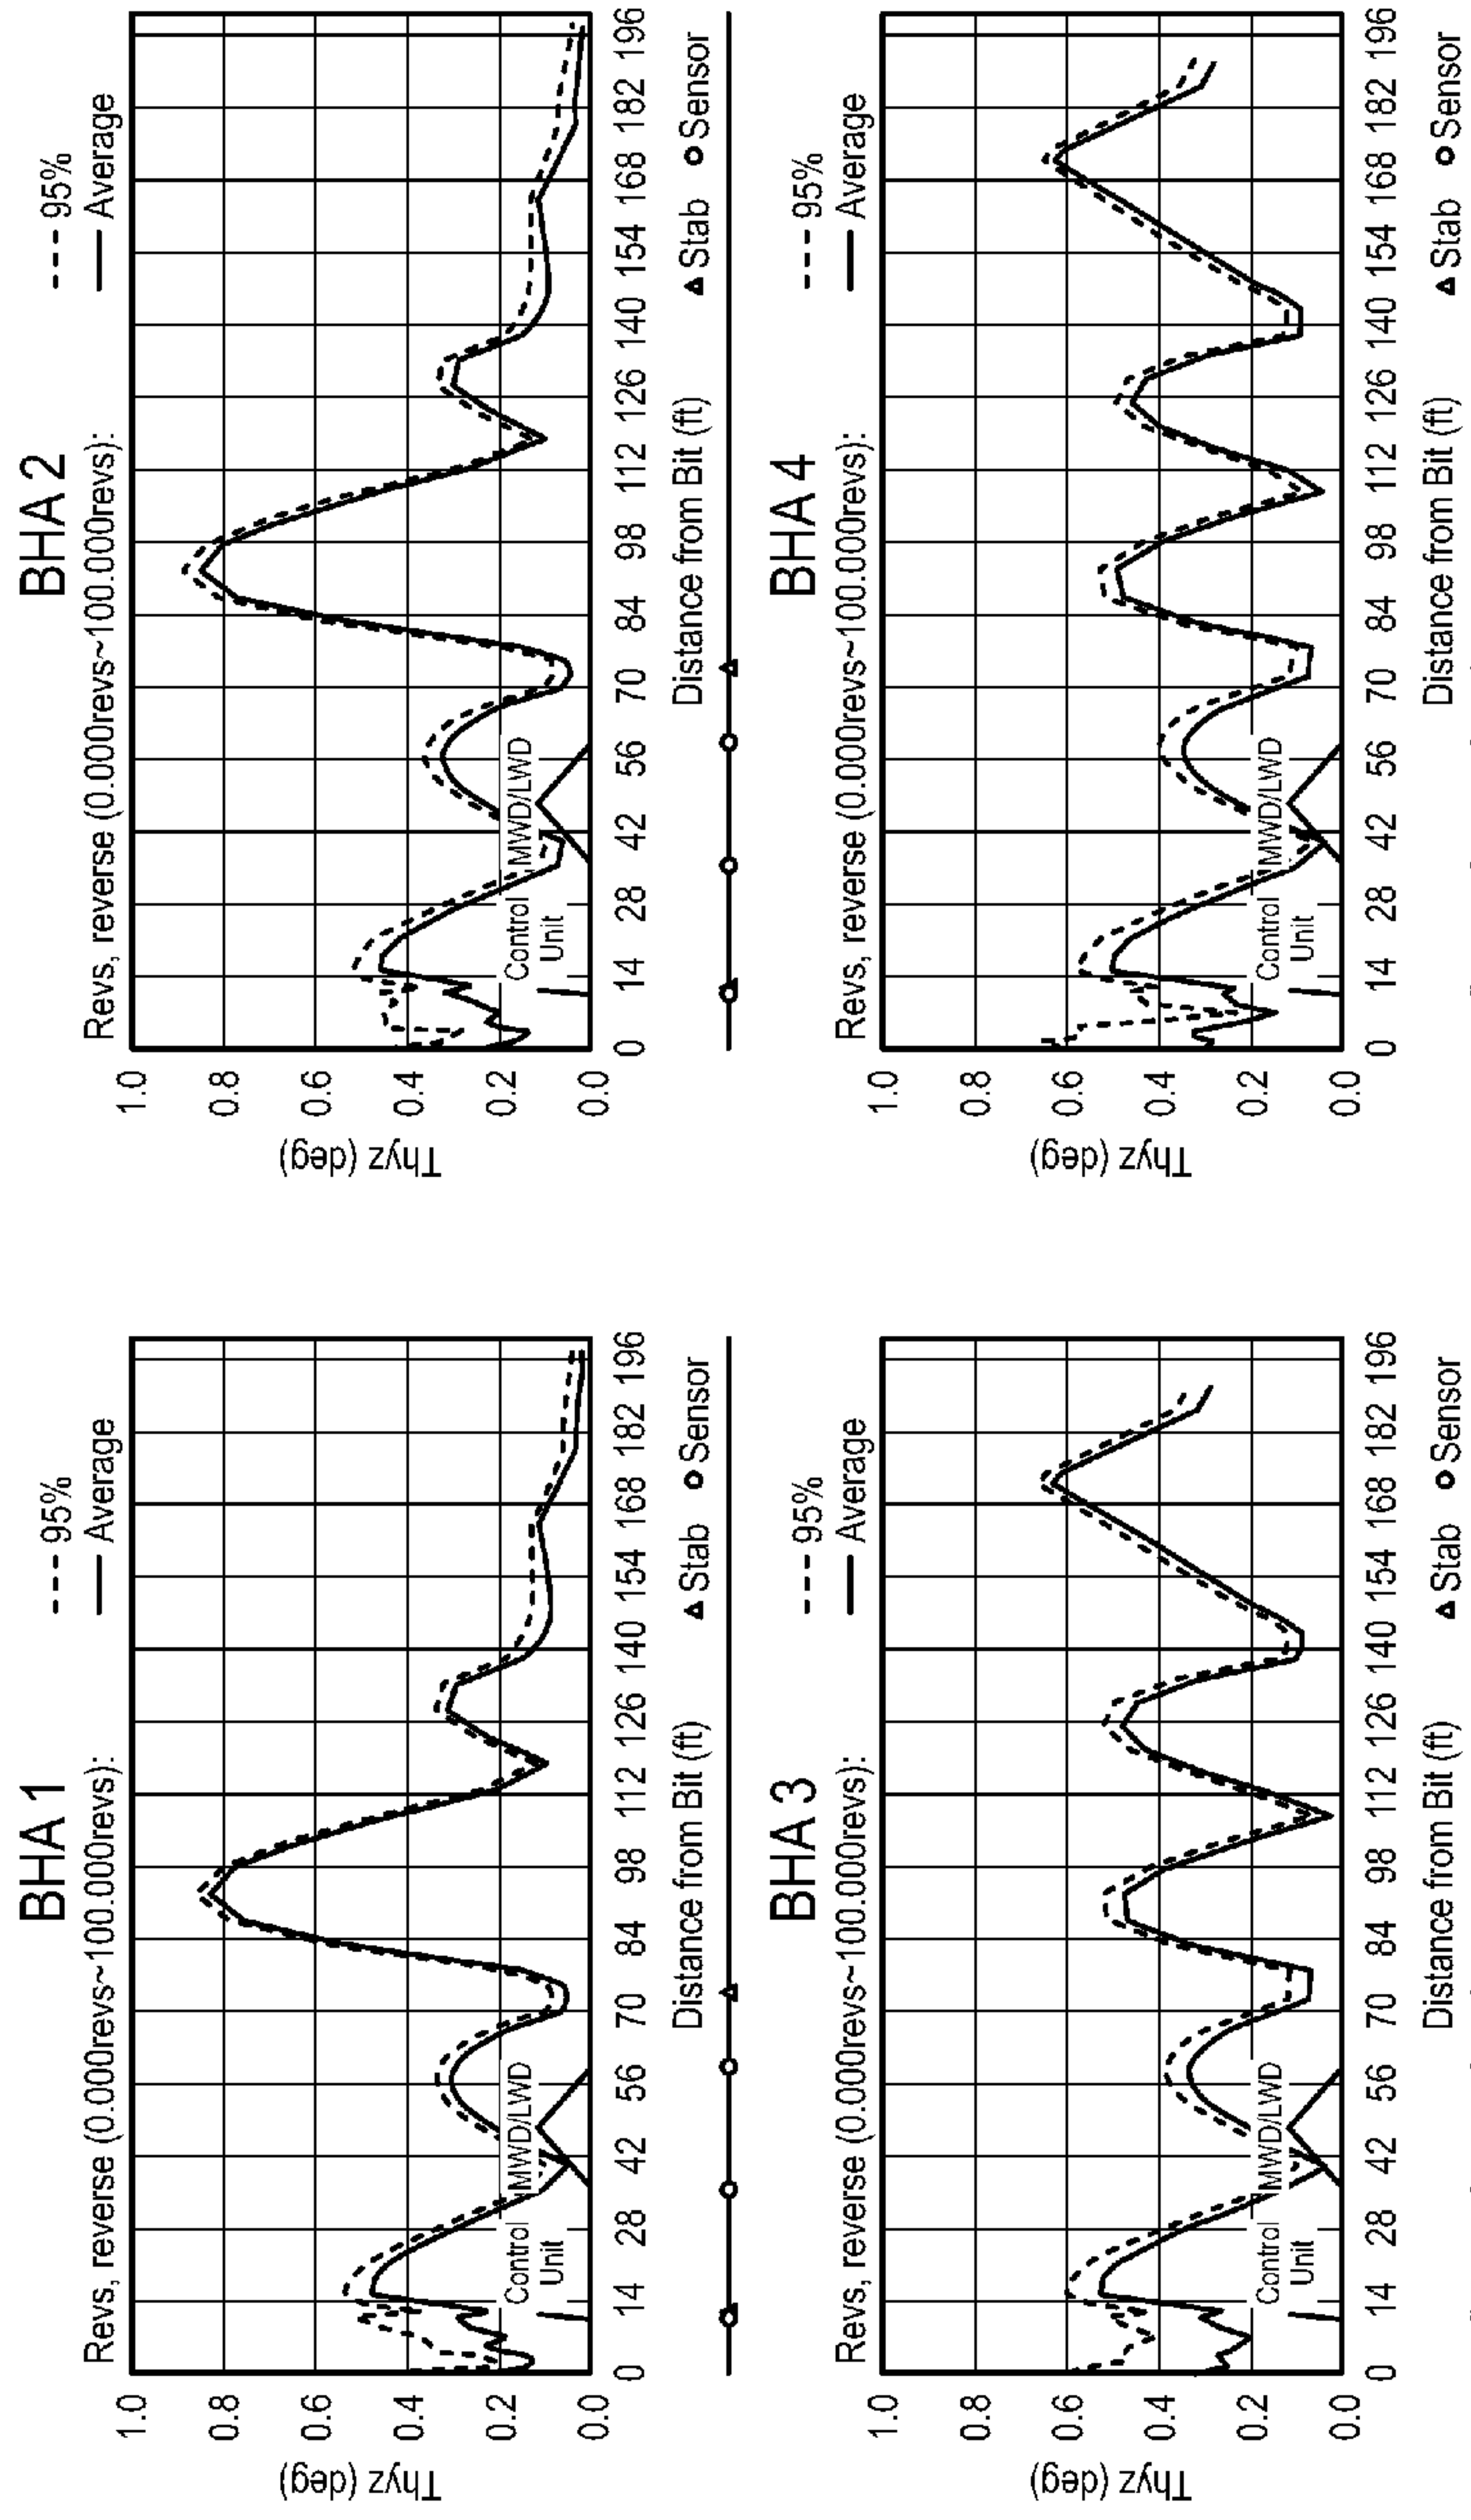 BHA 1
Revs, reverse (0.000revs~100.000revs):
--- 95%
— Average
Thyz (deg)
1.0
0.8
0.6
0.4
0.2
0.0
Control
Unit
MWD/LWD
0 14 28 42 56 70 84 98 112 126 140 154 168 182 196
Distance from Bit (ft)
Stab
Sensor
BHA 2
Revs, reverse (0.000revs~100.000revs):
--- 95%
— Average
Thyz (deg)
1.0
0.8
0.6
0.4
0.2
0.0
Control
Unit
MWD/LWD
0 14 28 42 56 70 84 98 112 126 140 154 168 182 196
Distance from Bit (ft)
Stab
Sensor
BHA 3
Revs, reverse (0.000revs~100.000revs):
--- 95%
— Average
Thyz (deg)
1.0
0.8
0.6
0.4
0.2
0.0
Control
Unit
MWD/LWD
0 14 28 42 56 70 84 98 112 126 140 154 168 182 196
Distance from Bit (ft)
Stab
Sensor
BHA 4
Revs, reverse (0.000revs~100.000revs):
--- 95%
— Average
Thyz (deg)
1.0
0.8
0.6
0.4
0.2
0.0
Control
Unit
MWD/LWD
0 14 28 42 56 70 84 98 112 126 140 154 168 182 196
Distance from Bit (ft)
Stab
Sensor